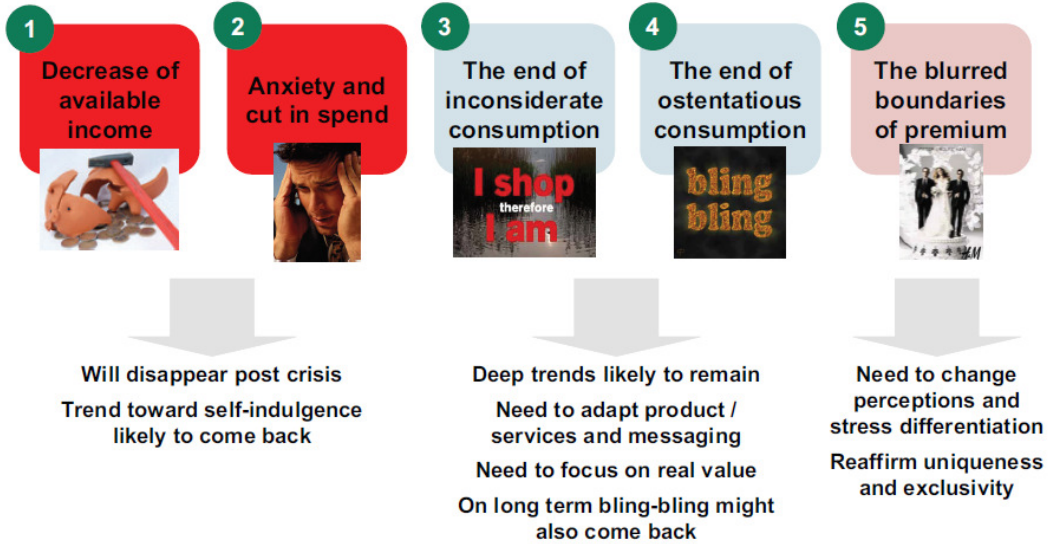 1
Decrease of
available
income
2
Anxiety and
cut in spend
3
The end of
inconsiderate
consumption
I shop
therefore
I am
4
The end of
ostentatious
consumption
bling
bling
5
The blurred
boundaries
of premium
H&M
Will disappear post crisis
Trend toward self-indulgence
likely to come back
Deep trends likely to remain
Need to adapt product /
services and messaging
Need to focus on real value
On long term bling-bling might
also come back
Need to change
perceptions and
stress differentiation
Reaffirm uniqueness
and exclusivity